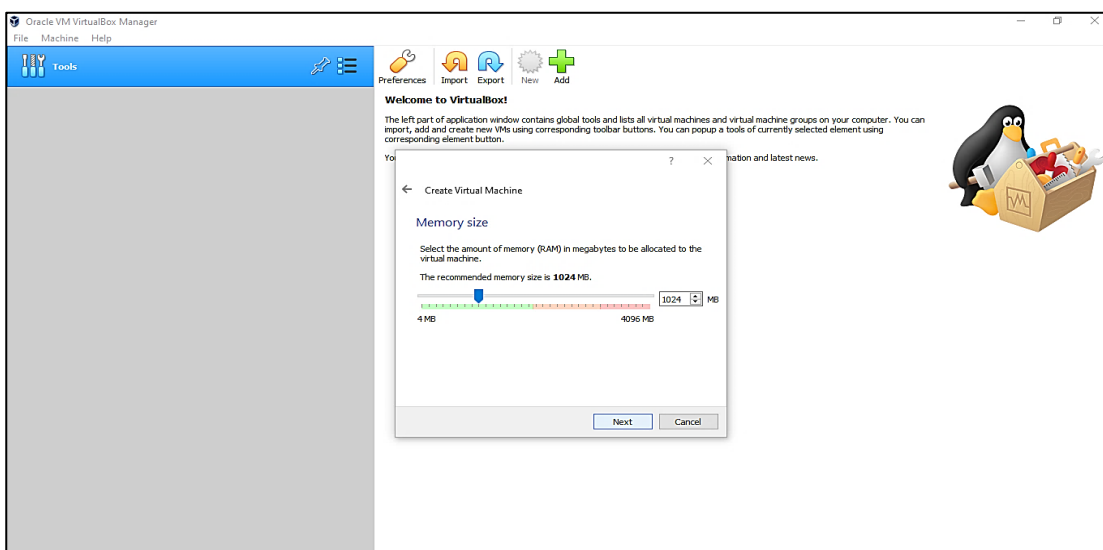 Oracle VM VirtualBox Manager
File Machine Help
Tools
Preferences Import Export New Add
Welcome to VirtualBox!
The left part of application window contains global tools and lists all virtual machines and virtual machine groups on your computer. You can
import, add and create new VMs using corresponding toolbar buttons. You can popup a tools of currently selected element using
corresponding element button.
mation and latest news.
?
Create Virtual Machine
Memory size
Select the amount of memory (RAM) in megabytes to be allocated to the
virtual machine.
The recommended memory size is 1024 MB.
1024 MB
4 MB 4096 MB
Next Cancel